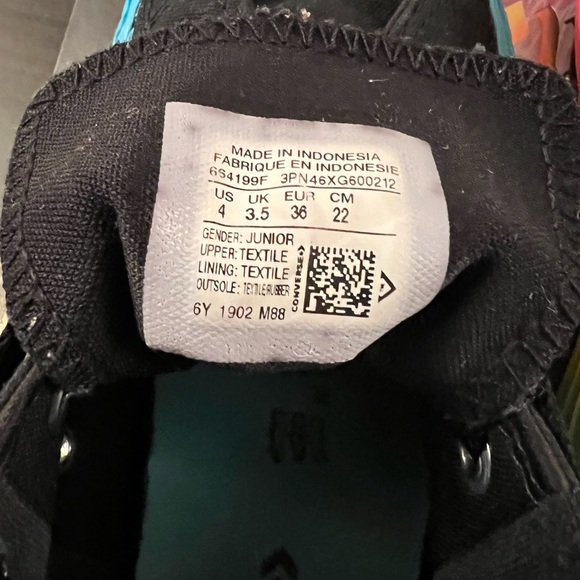 MADE IN INDONESIA
FABRIQUE EN INDONESIE
664199F 3PN46XG600212
US UK EUR CM
4 3.5 36 22
GENDER: JUNIOR
UPPER: TEXTILE
LINING: TEXTILE
OUTSOLE: TEXTILE/RUBBER
CONVERSE
6Y 1902 M88